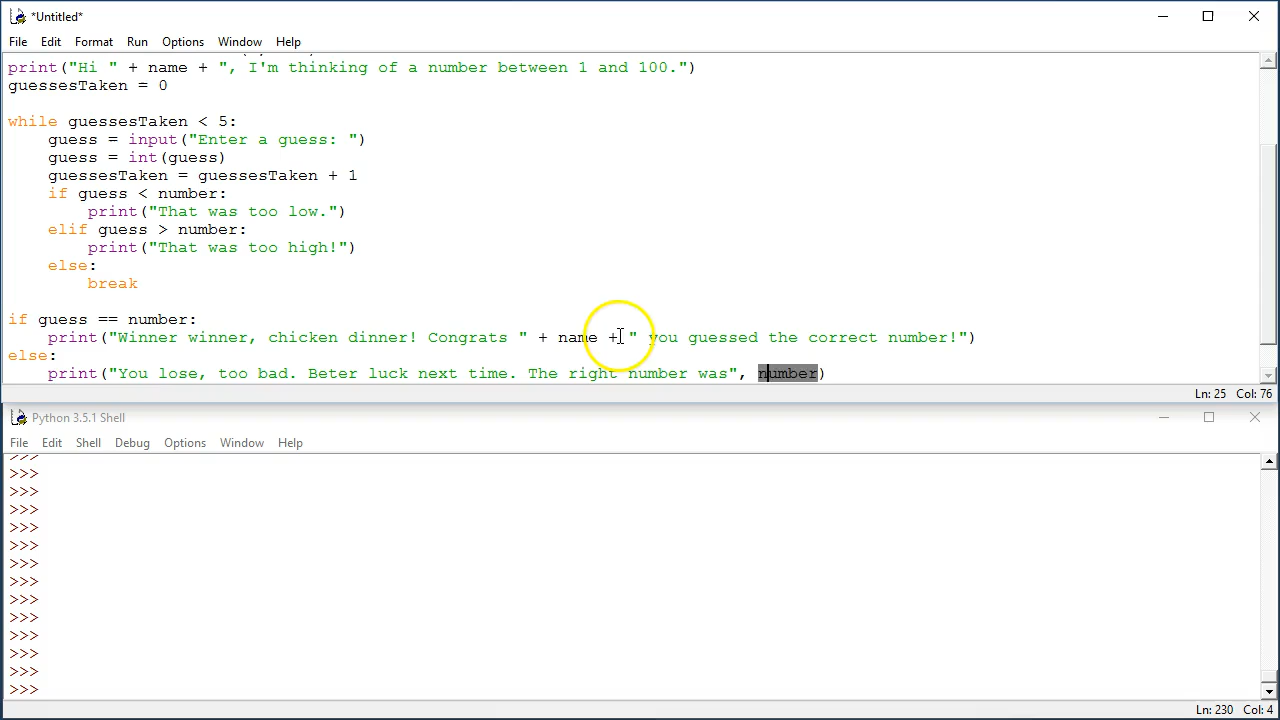 *Untitled*
File Edit Format Run Options Window Help
print("Hi " + name + ", I'm thinking of a number between 1 and 100.")
guessesTaken = 0
while guessesTaken < 5:
guess = input("Enter a guess: ")
guess = int(guess)
guessesTaken = guessesTaken + 1
if guess < number:
print("That was too low.")
elif guess > number:
print("That was too high!")
else:
break
if guess == number:
print("Winner winner, chicken dinner! Congrats " + name + " you guessed the correct number!")
else:
print("You lose, too bad. Beter luck next time. The right number was", number)
Ln: 25 Col: 76
Python 3.5.1 Shell
File Edit Shell Debug Options Window Help
>>>
>>>
>>>
>>>
>>>
>>>
>>>
>>>
>>>
>>>
>>>
>>>
>>>
>>>
Ln: 230 Col: 4